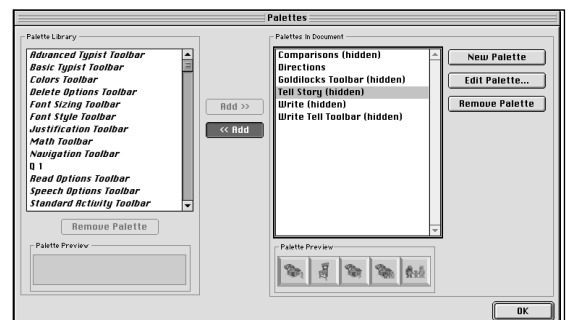 Palettes
Palette Library
Advanced Typist Toolbar
Basic Typist Toolbar
Colors Toolbar
Delete Options Toolbar
Font Sizing Toolbar
Font Style Toolbar
Justification Toolbar
Math Toolbar
Navigation Toolbar
Q 1
Read Options Toolbar
Speech Options Toolbar
Standard Activity Toolbar
Remove Palette
Palette Preview
Add >>
<< Add
Palettes In Document
Comparisons (hidden)
Directions
Goldilocks Toolbar (hidden)
Tell Story (hidden)
Write (hidden)
Write Tell Toolbar (hidden)
Palette Preview
New Palette
Edit Palette...
Remove Palette
OK